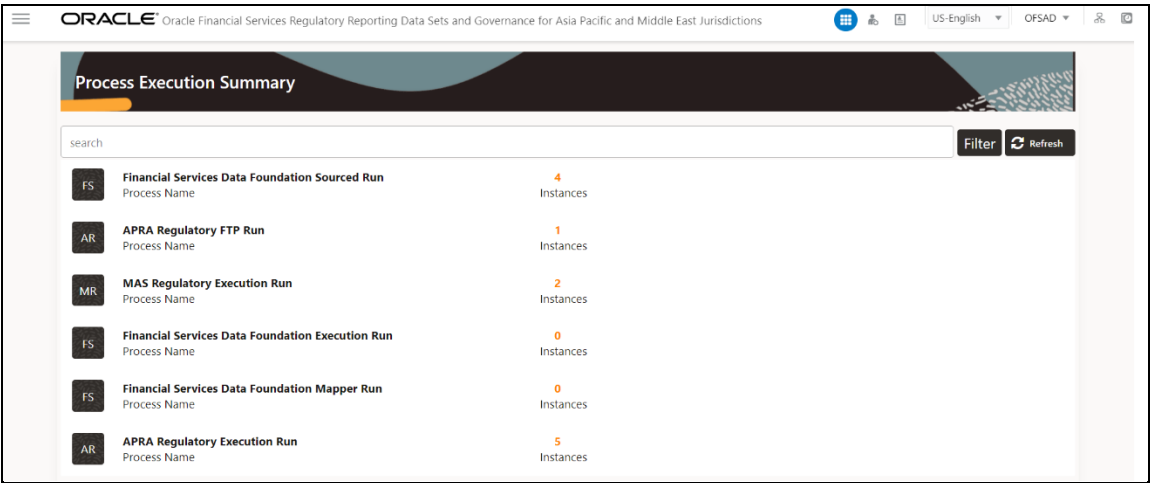 ORACLE® Oracle Financial Services Regulatory Reporting Data Sets and Governance for Asia Pacific and Middle East Jurisdictions US-English OFSAD
Process Execution Summary
search Filter Refresh
FS Financial Services Data Foundation Sourced Run 4
Process Name Instances
AR APRA Regulatory FTP Run 1
Process Name Instances
MR MAS Regulatory Execution Run 2
Process Name Instances
FS Financial Services Data Foundation Execution Run 0
Process Name Instances
FS Financial Services Data Foundation Mapper Run 0
Process Name Instances
AR APRA Regulatory Execution Run 5
Process Name Instances